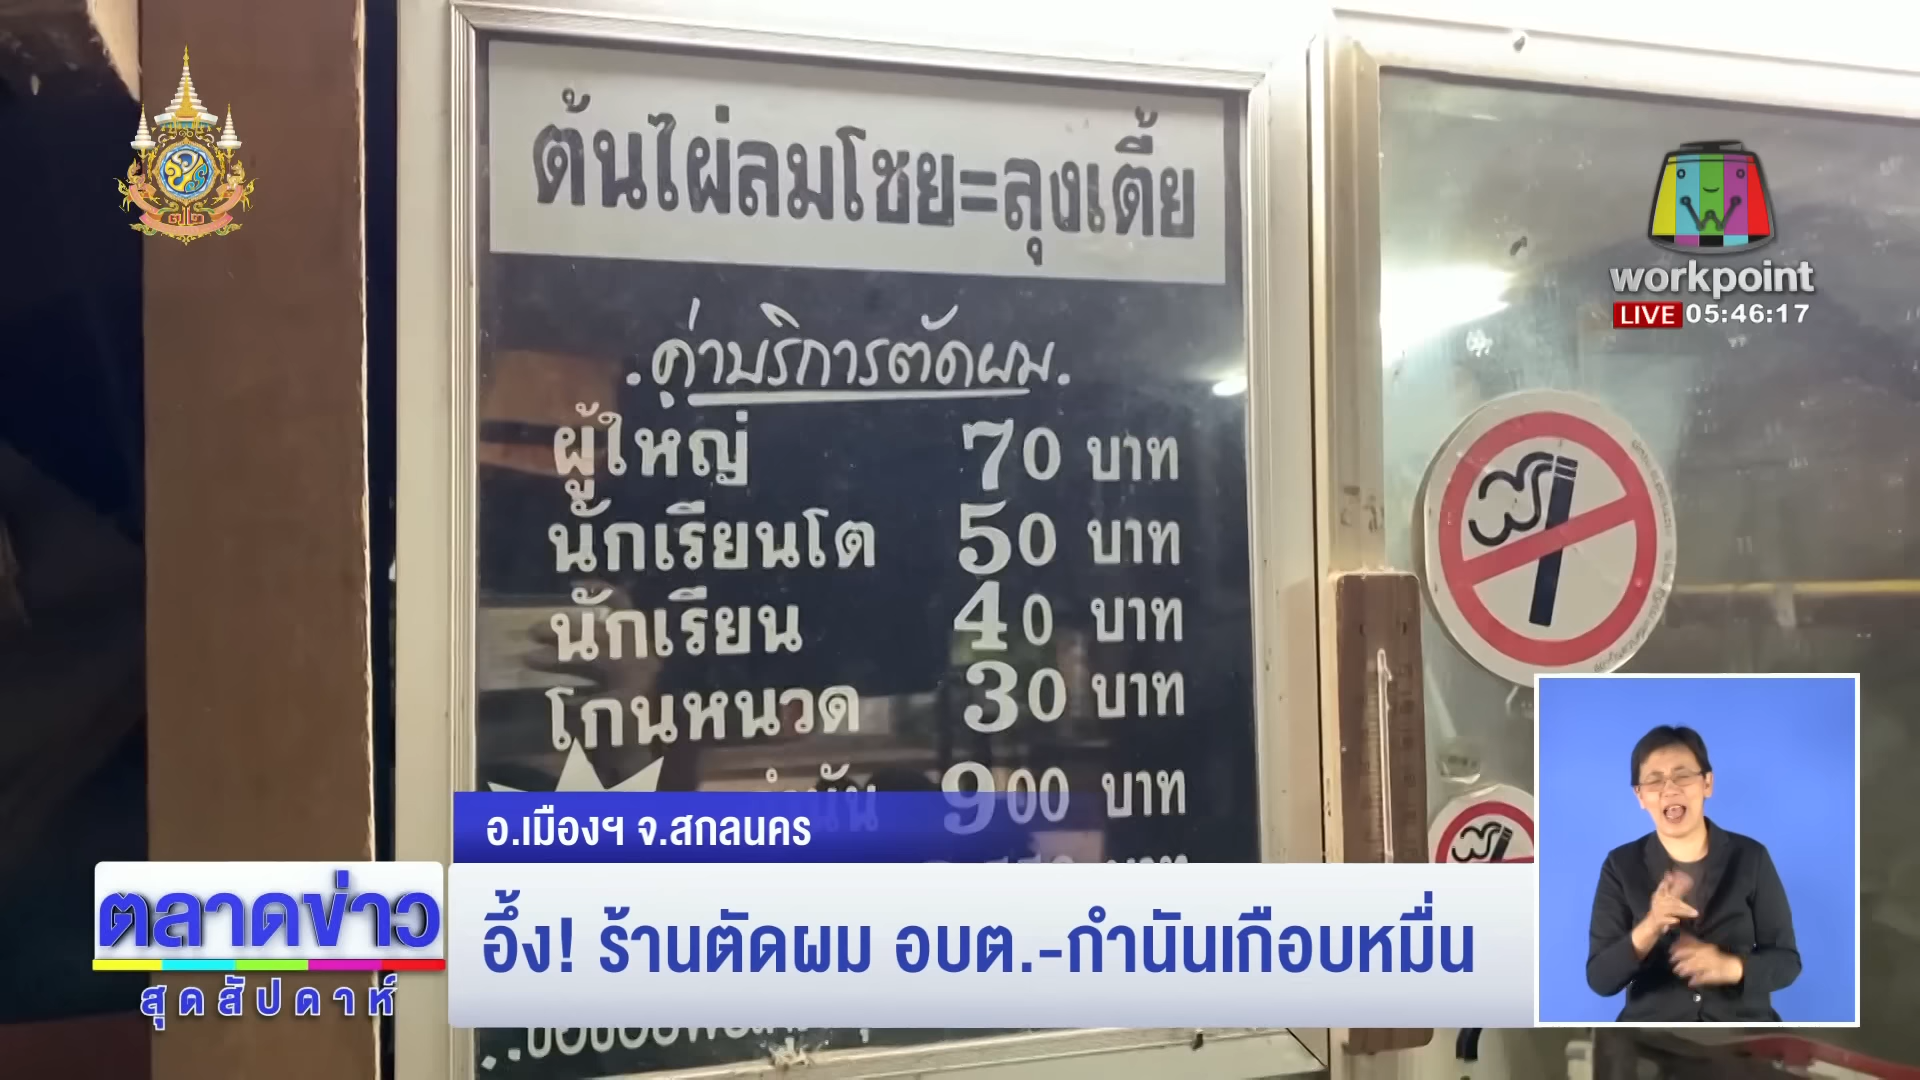 ต้นไผ่ลมโชย=ลุงเตี้ย
workpoint
LIVE 05:46:17
.ค่าบริการตัดผม.
ผู้ใหญ่ 70 บาท
นักเรียนโต 50 บาท
นักเรียน 40 บาท
โกนหนวด 30 บาท
กำนัน 900 บาท
อ.เมืองฯ จ.สกลนคร
ตลาดข่าว
สุดสัปดาห์
อึ้ง! ร้านตัดผม อบต.-กำนันเกือบหมื่น